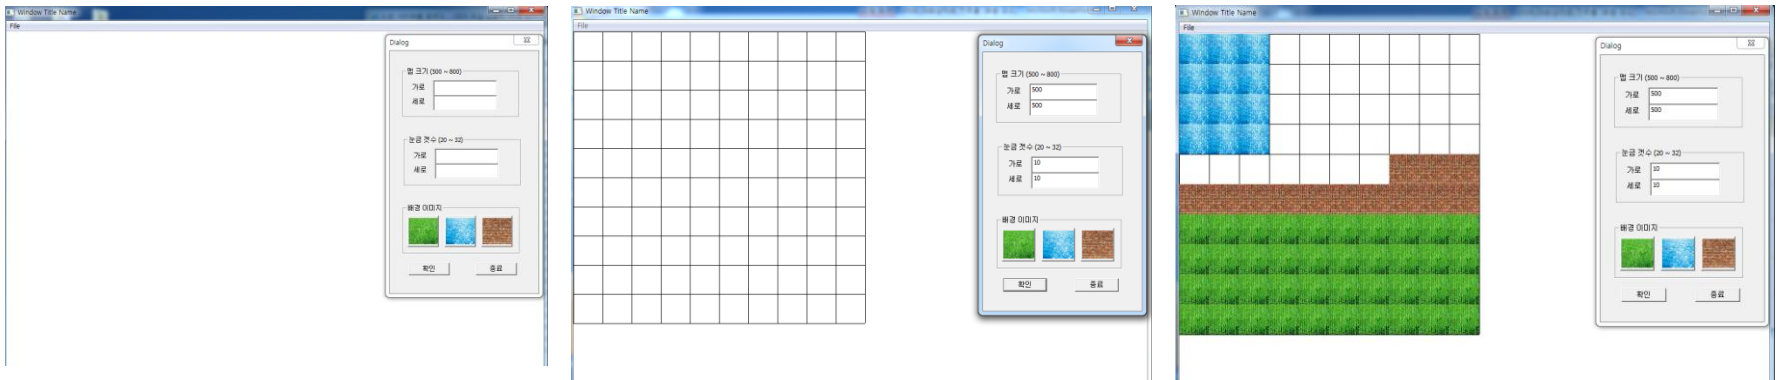 Window Title Name
File
Dialog
맵 크기 (500 ~ 800)
가로
세로
눈금 갯수 (20 ~ 32)
가로
세로
배경 이미지
확인
종료
Window Title Name
File
Dialog
맵 크기 (500 ~ 800)
가로 500
세로 500
눈금 갯수 (20 ~ 32)
가로 10
세로 10
배경 이미지
확인
종료
Window Title Name
File
Dialog
맵 크기 (500 ~ 800)
가로 500
세로 500
눈금 갯수 (20 ~ 32)
가로 10
세로 10
배경 이미지
확인
종료